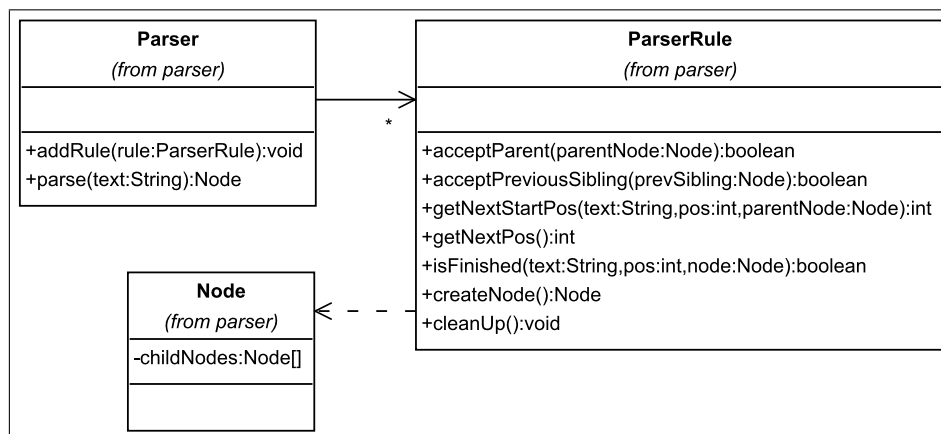 Parser
(from parser)
+addRule(rule:ParserRule):void
+parse(text:String):Node
*
ParserRule
(from parser)
+acceptParent(parentNode:Node):boolean
+acceptPreviousSibling(prevSibling:Node):boolean
+getNextStartPos(text:String,pos:int,parentNode:Node):int
+getNextPos():int
+isFinished(text:String,pos:int,node:Node):boolean
+createNode():Node
+cleanUp():void
Node
(from parser)
-childNodes:Node[]